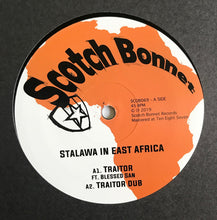 Scotch Bonnet
SCOB069 - A SIDE
45 RPM
© ℗ 2019
Scotch Bonnet Records
Mastered at Ten Eight Seven
STALAWA IN EAST AFRICA
A1. TRAITOR
FT. BLESSED SAN
A2. TRAITOR DUB